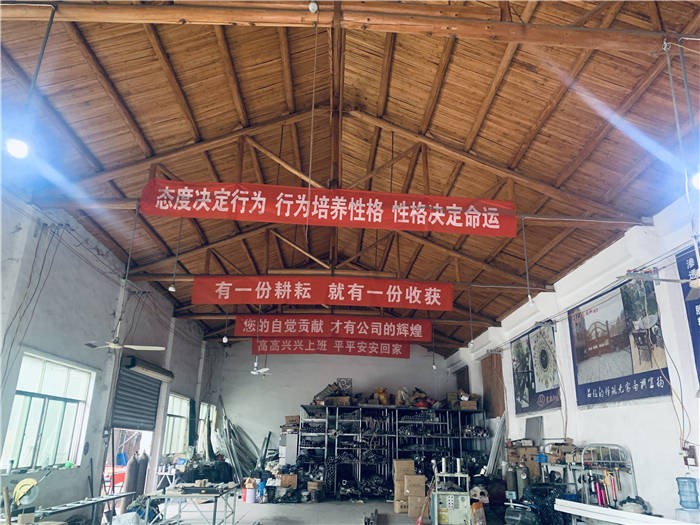 态度决定行为 行为培养性格 性格决定命运
有一份耕耘 就有一份收获
您的自觉贡献 才有公司的辉煌
高高兴兴上班 平平安安回家